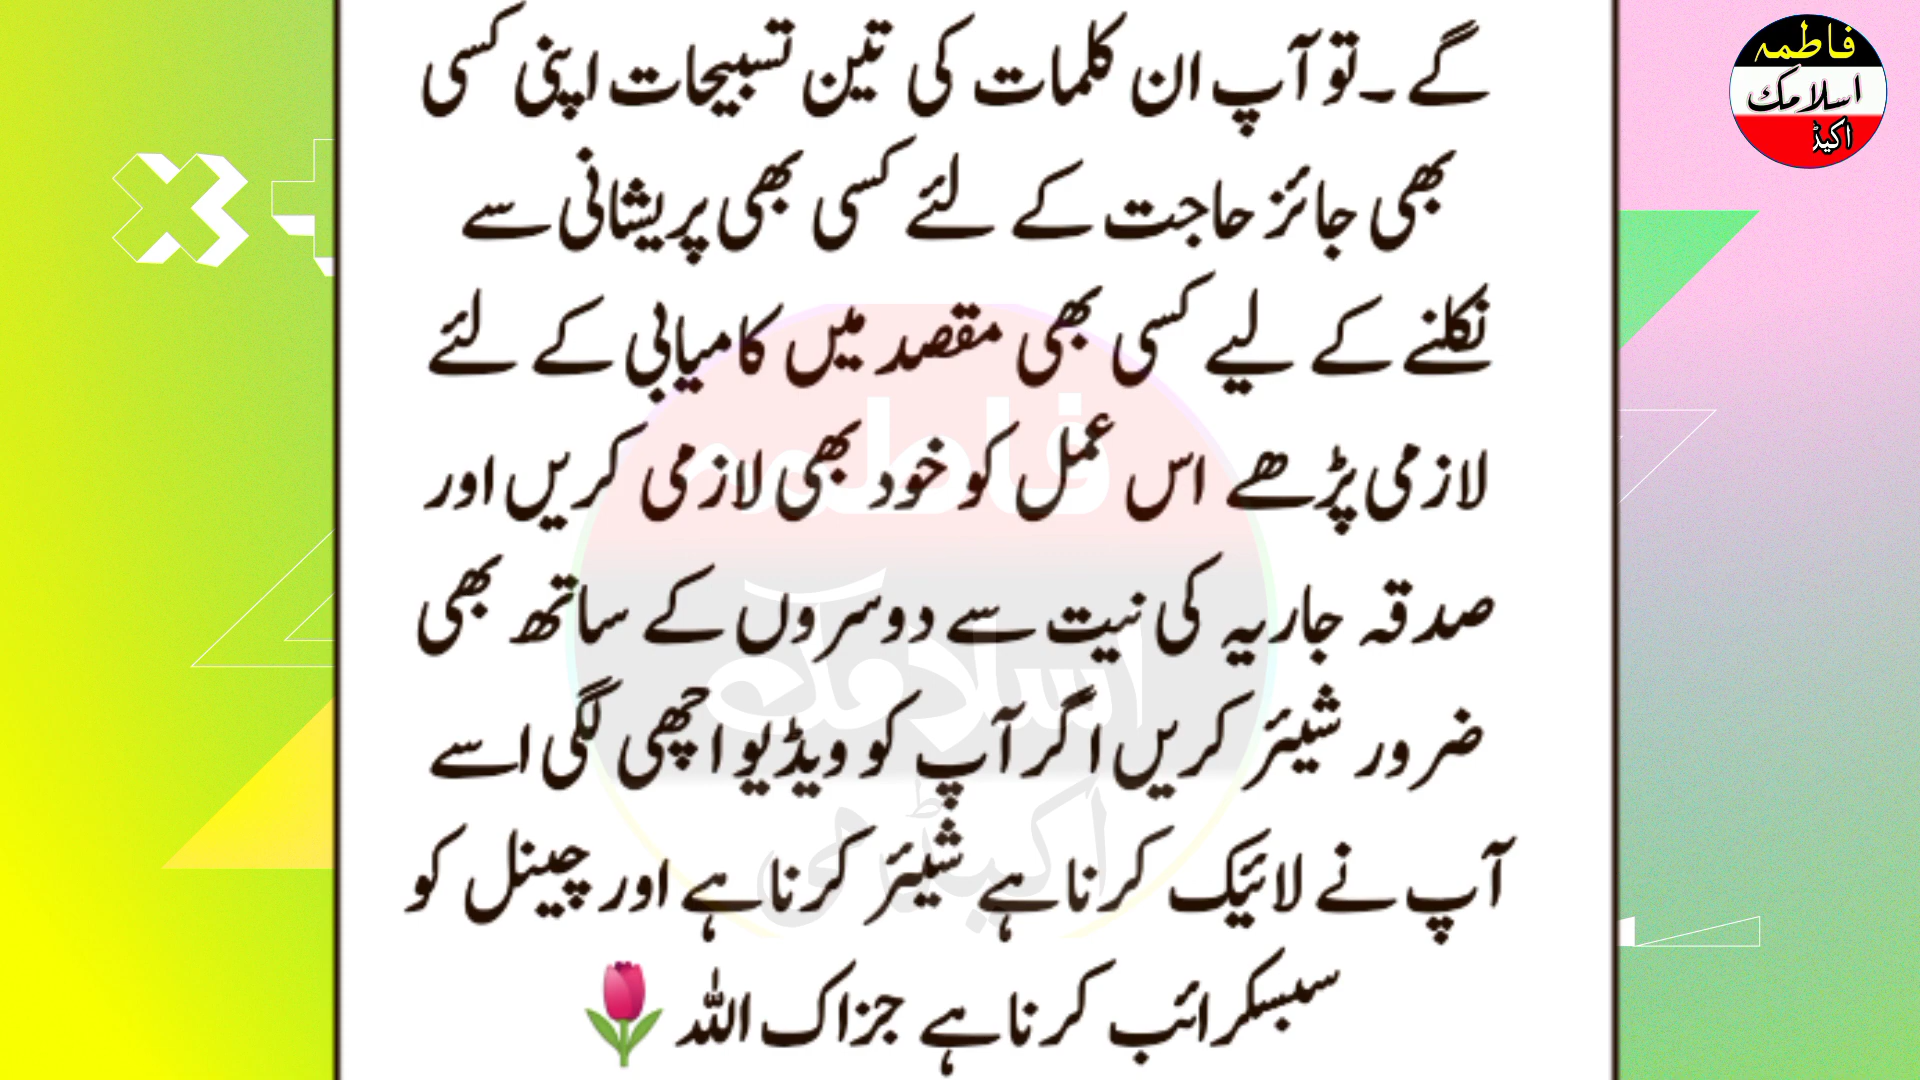 گے۔ تو آپ ان کلمات کی تین تسبیحات اپنی کسی
بھی جائز حاجت کے لئے کسی بھی پریشانی سے
نکلنے کے لیے کسی بھی مقصد میں کامیابی کے لئے
لازمی پڑھے اس عمل کو خود بھی لازمی کریں اور
صدقہ جاریہ کی نیت سے دوسروں کے ساتھ بھی
ضرور شیئر کریں اگر آپ کو ویڈیو اچھی لگی اسے
آپ نے لائیک کرنا ہے شیئر کرنا ہے اور چینل کو
سبسکرائب کرنا ہے جزاک اللہ
فاطمہ
اسلامک
اکیڈ
فاطمہ
اسلامک
اکیڈمی